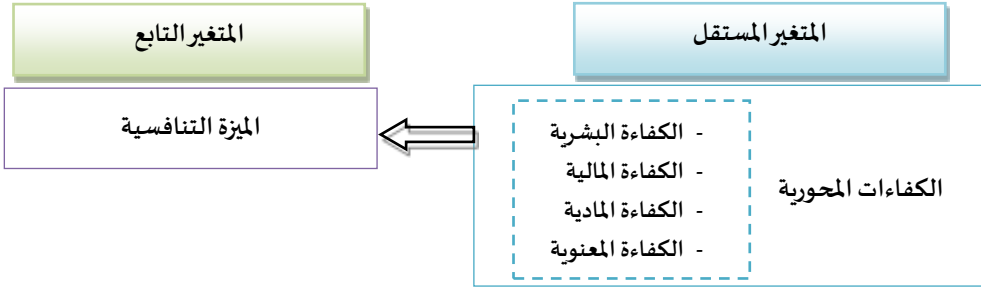 المتغير المستقل
المتغير التابع
الكفاءات المحورية
- الكفاءة البشرية
- الكفاءة المالية
- الكفاءة المادية
- الكفاءة المعنوية
الميزة التنافسية